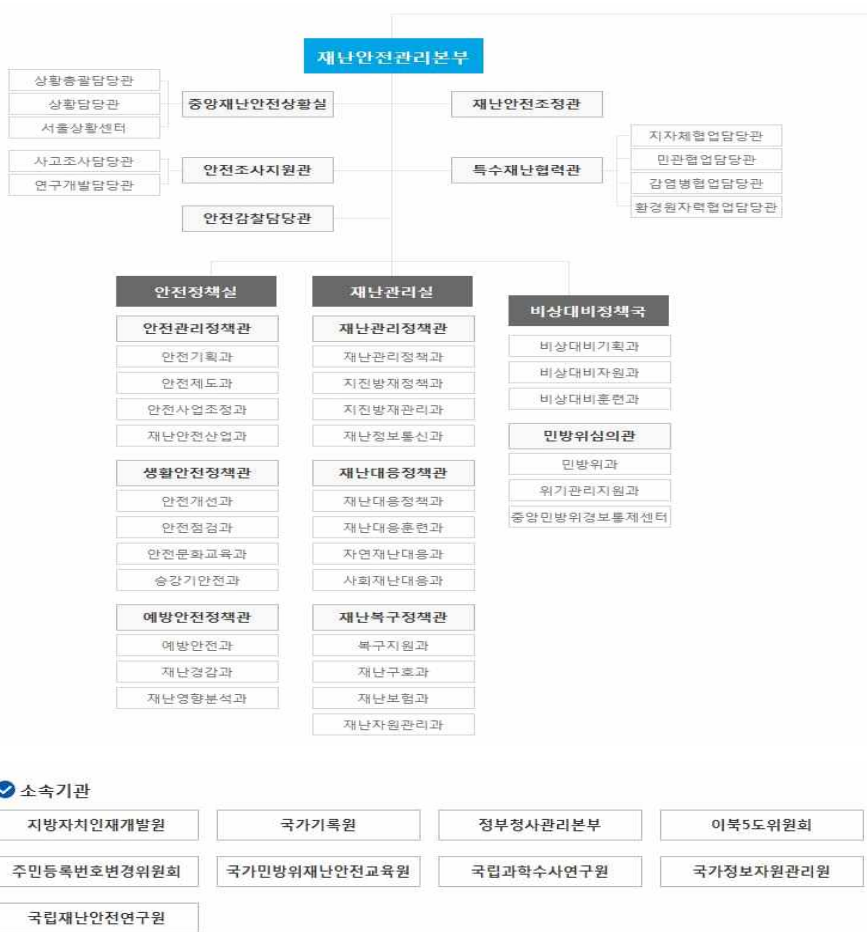 재난안전관리본부
상황총괄담당관
상황담당관
서울상황센터
중앙재난안전상황실
재난안전조정관
사고조사담당관
연구개발담당관
안전조사지원관
특수재난협력관
지자체협업담당관
민관협업담당관
감염병협업담당관
환경원자력협업담당관
안전감찰담당관
안전정책실
안전관리정책관
안전기획과
안전제도과
안전사업조정과
재난안전산업과
생활안전정책관
안전개선과
안전점검과
안전문화교육과
승강기안전과
예방안전정책관
예방안전과
재난경감과
재난영향분석과
재난관리실
재난관리정책관
재난관리정책과
지진방재정책과
지진방재관리과
재난정보통신과
재난대응정책관
재난대응정책과
재난대응훈련과
자연재난대응과
사회재난대응과
재난복구정책관
복구지원과
재난구호과
재난보험과
재난자원관리과
비상대비정책국
비상대비기획과
비상대비자원과
비상대비훈련과
민방위심의관
민방위과
위기관리지원과
중앙민방위경보통제센터
소속기관
지방자치인재개발원
국가기록원
정부청사관리본부
이북5도위원회
주민등록번호변경위원회
국가민방위재난안전교육원
국립과학수사연구원
국가정보자원관리원
국립재난안전연구원